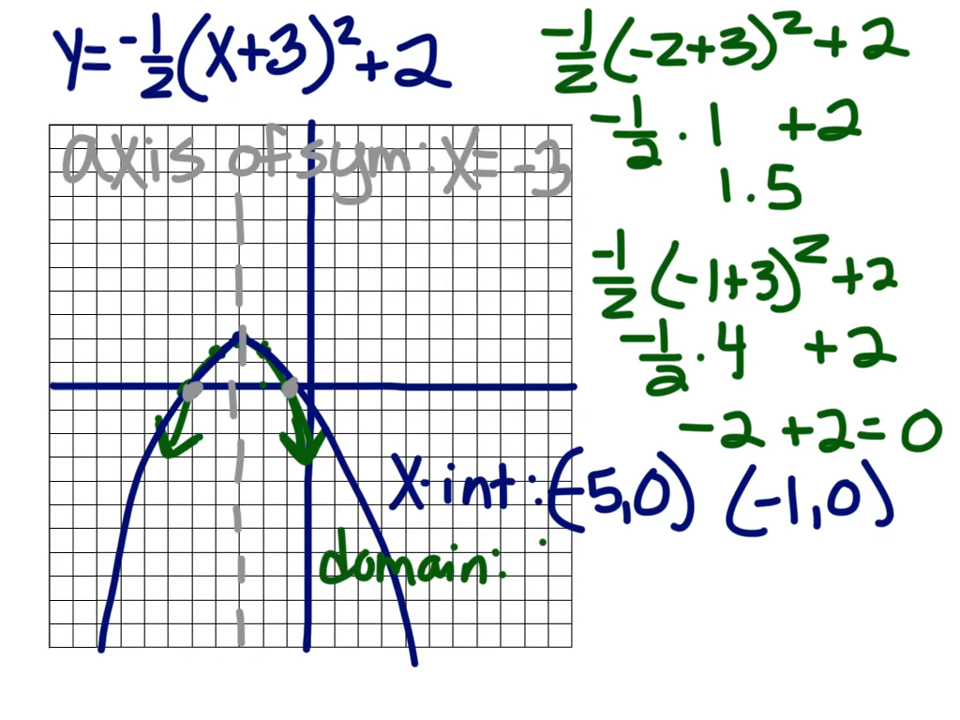 y=-1/2(x+3)²+2
axis of sym: x=-3
-1/2(-2+3)²+2
-1/2·1 +2
1.5
-1/2(-1+3)²+2
-1/2·4 +2
-2+2=0
x-int: (-5,0) (-1,0)
domain: